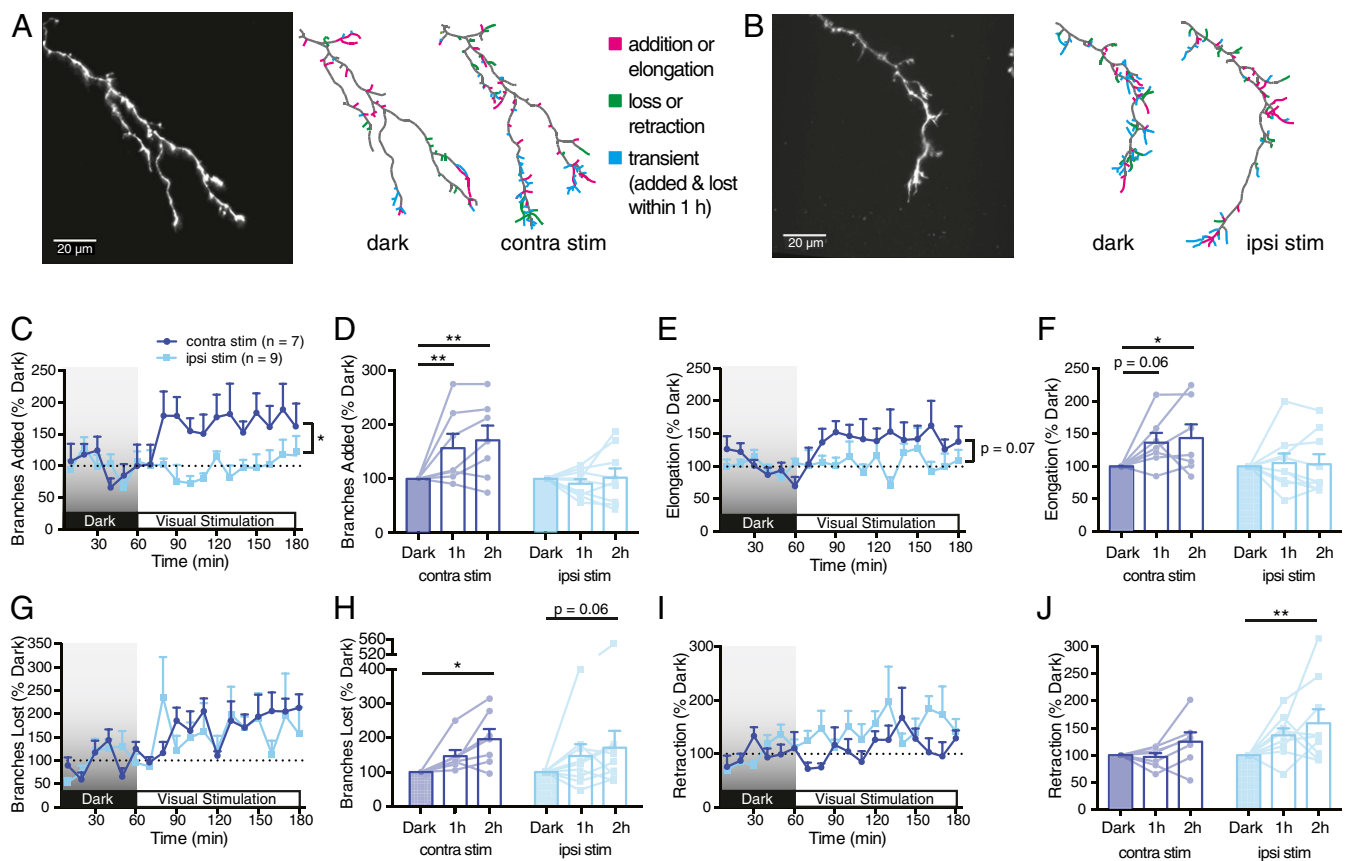 A
B
addition or
elongation
loss or
retraction
transient
(added & lost
within 1 h)
20 µm
dark
contra stim
20 µm
dark
ipsi stim
C
contra stim (n = 7)
ipsi stim (n = 9)
Branches Added (% Dark)
250
200
150
100
50
0
*
Dark
Visual Stimulation
30 60 90 120 150 180
Time (min)
D
Branches Added (% Dark)
300
200
100
0
**
**
Dark 1h 2h Dark 1h 2h
contra stim ipsi stim
E
Elongation (% Dark)
250
200
150
100
50
0
p = 0.07
Dark
Visual Stimulation
30 60 90 120 150 180
Time (min)
F
Eongation (% Dark)
250
200
150
100
50
0
*
p = 0.06
Dark 1h 2h Dark 1h 2h
contra stim ipsi stim
G
Branches Lost (% Dark)
350
300
250
200
150
100
50
0
Dark
Visual Stimulation
30 60 90 120 150 180
Time (min)
H
Branches Lost (% Dark)
560
520
400
300
200
100
0
*
p = 0.06
Dark 1h 2h Dark 1h 2h
contra stim ipsi stim
I
Retraction (% Dark)
300
200
100
0
Dark
Visual Stimulation
30 60 90 120 150 180
Time (min)
J
Retraction (% Dark)
300
200
150
100
50
0
**
Dark 1h 2h Dark 1h 2h
contra stim ipsi stim